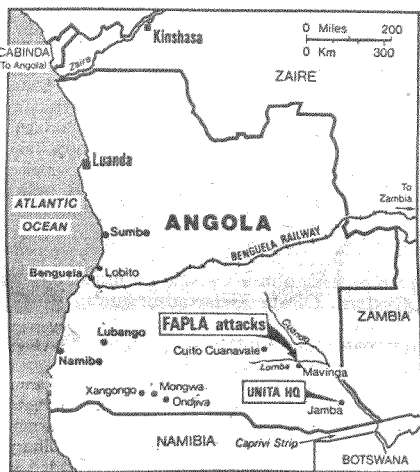 0 Miles 200
0 Km 300
Kinshasa
CABINDA
(To Angola)
Zaire
ZAIRE
Luanda
To
Zambia
ATLANTIC
OCEAN
ANGOLA
Sumbe
BENGUELA RAILWAY
Benguela
Lobito
ZAMBIA
FAPLA attacks
Cuando
Lubango
Cuito Cuanavale
Namibe
Lomba
Mavinga
UNITA HQ
Xangongo
Mongwa
Ondjiva
Jamba
NAMIBIA
Caprivi Strip
BOTSWANA